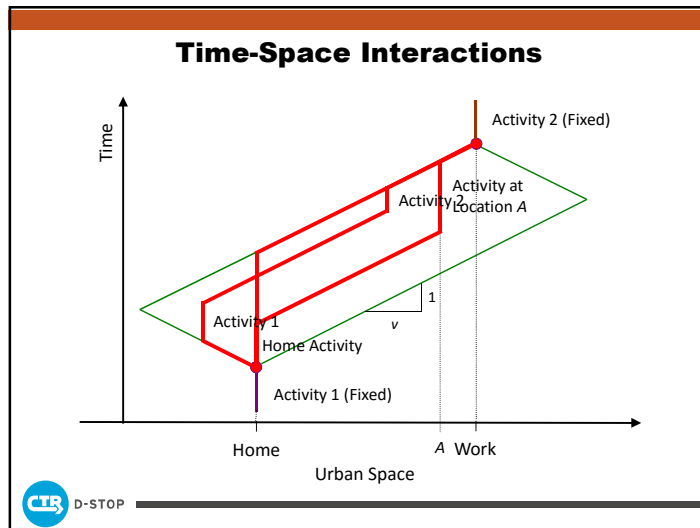 Time-Space Interactions
Time
Activity 2 (Fixed)
Activity at
Location A
Activity 2
1
v
Activity 1
Home Activity
Activity 1 (Fixed)
Home
A
Work
Urban Space
CTR D-STOP